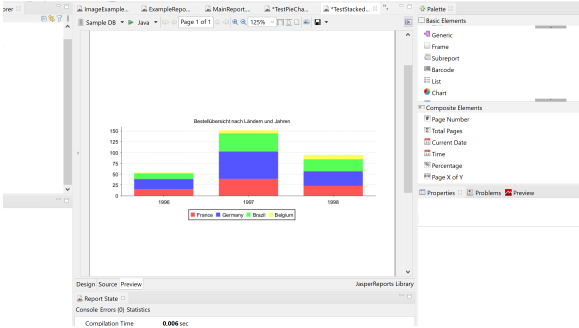 orer
ImageExample... ExampleRepo... MainReport.... *TestPieCha... *TestStacked...
Sample DB Java Page 1 of 1 125%
Bestellübersicht nach Ländern und Jahren
150
125
100
75
50
25
0
1996 1997 1998
France Germany Brazil Belgium
Design Source Preview JasperReports Library
Report State
Console Errors (0) Statistics
Compilation Time 0.006 sec
Palette
Basic Elements
Generic
Frame
Subreport
Barcode
List
Chart
Composite Elements
Page Number
Total Pages
Current Date
Time
Percentage
Page X of Y
Properties Problems Preview